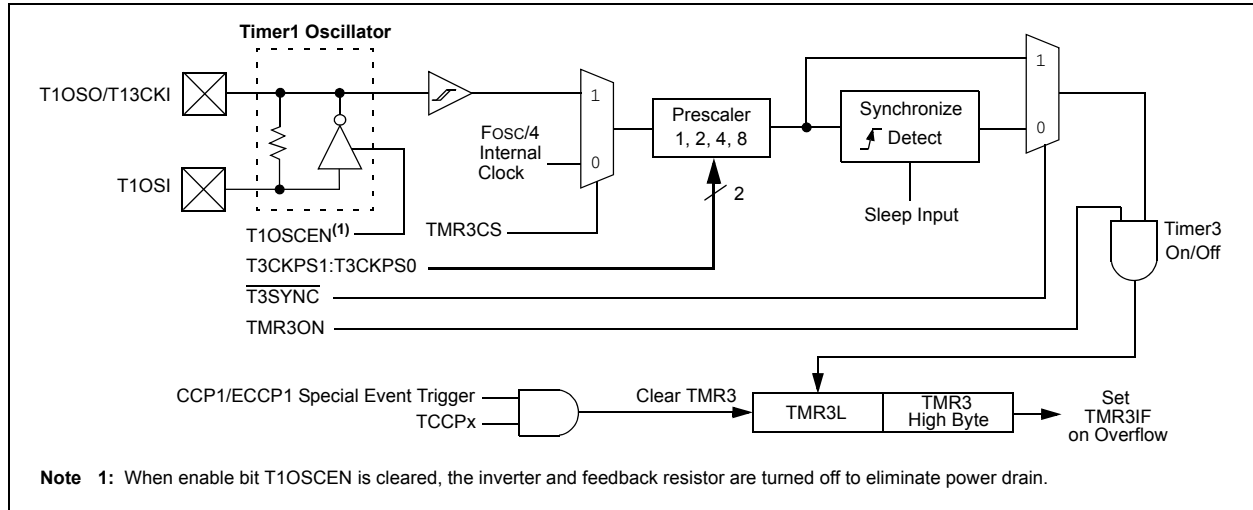 Timer1 Oscillator
T1OSO/T13CKI
T1OSI
T1OSCEN(1)
FOSC/4
Internal
Clock
1
0
TMR3CS
Prescaler
1, 2, 4, 8
2
Synchronize
Detect
Sleep Input
1
0
Timer3
On/Off
T3CKPS1:T3CKPS0
T3SYNC
TMR3ON
CCP1/ECCP1 Special Event Trigger
TCCPx
Clear TMR3
TMR3L
TMR3
High Byte
Set
TMR3IF
on Overflow
Note 1: When enable bit T1OSCEN is cleared, the inverter and feedback resistor are turned off to eliminate power drain.